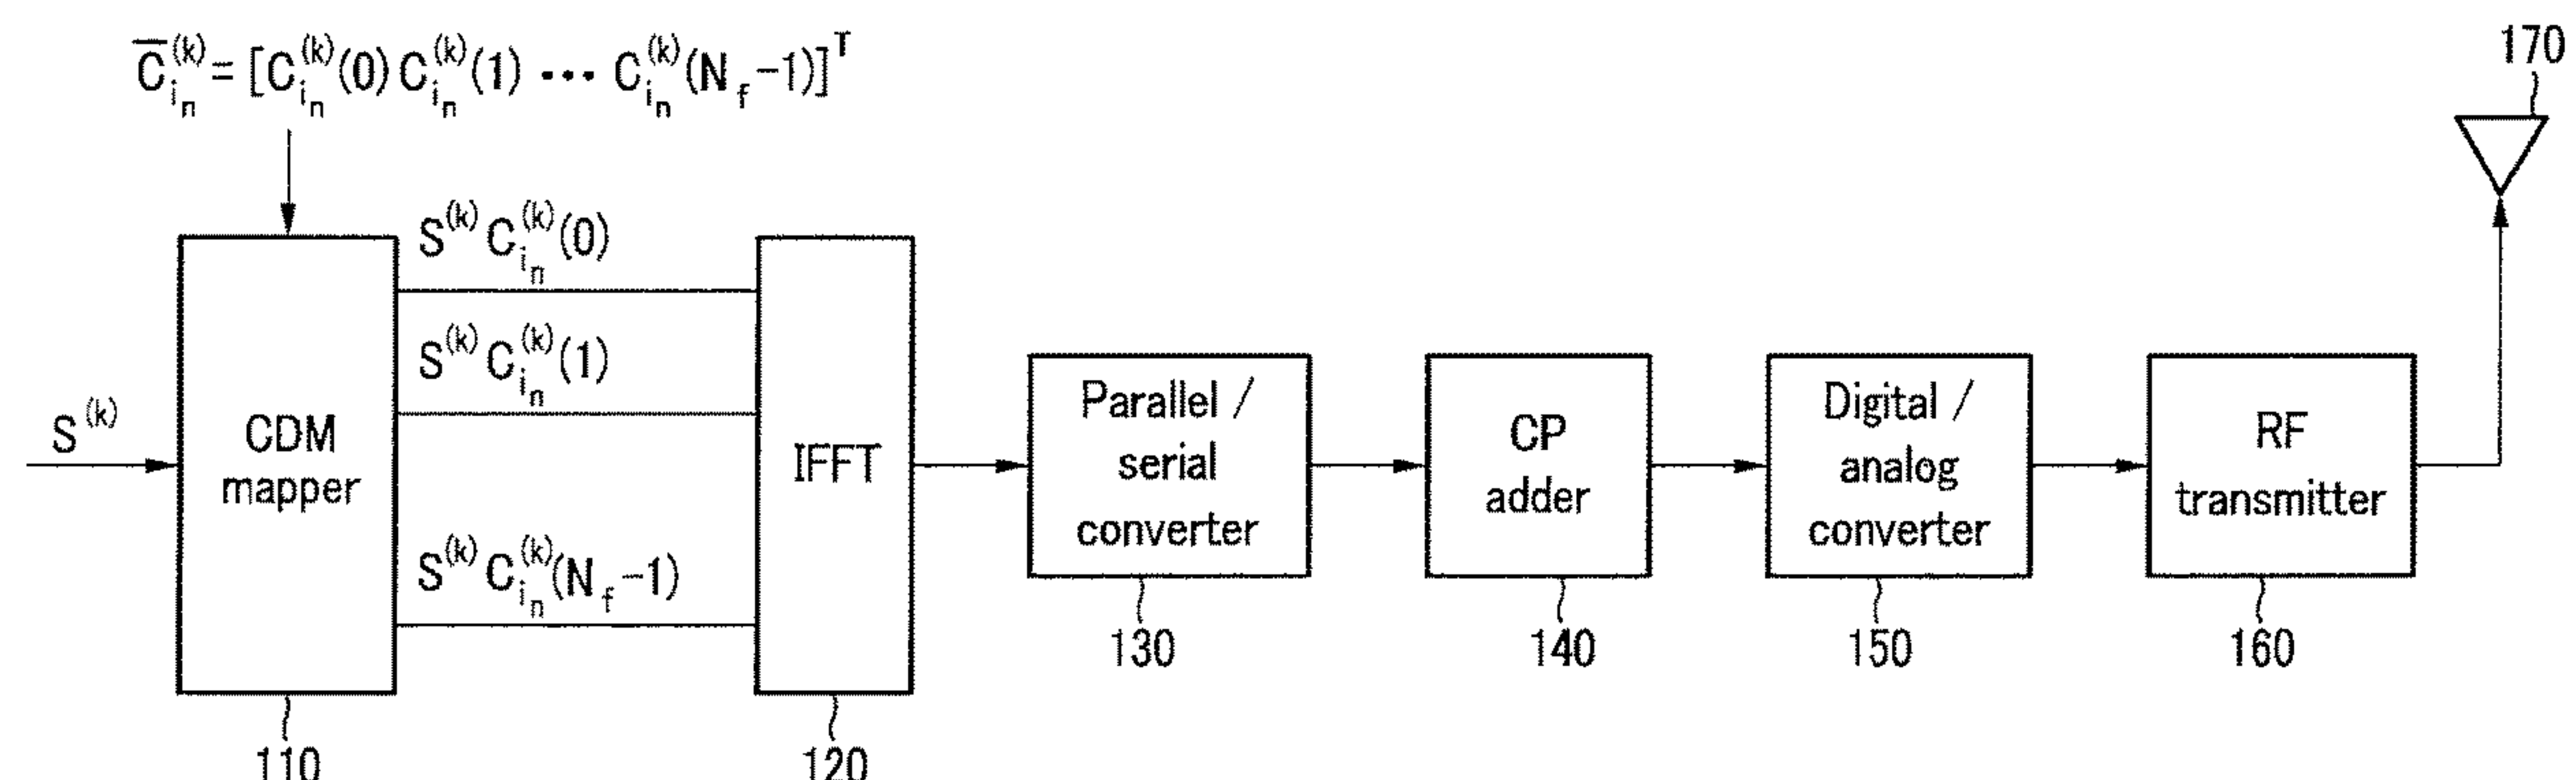 C̅_{i_n}^{(k)} = [C_{i_n}^{(k)}(0) C_{i_n}^{(k)}(1) ••• C_{i_n}^{(k)}(N_f -1)]^T
170
S^{(k)} C_{i_n}^{(k)}(0)
S^{(k)} C_{i_n}^{(k)}(1)
S^{(k)} C_{i_n}^{(k)}(N_f -1)
S^{(k)}
CDM
mapper
IFFT
Parallel /
serial
converter
CP
adder
Digital /
analog
converter
RF
transmitter
110
120
130
140
150
160